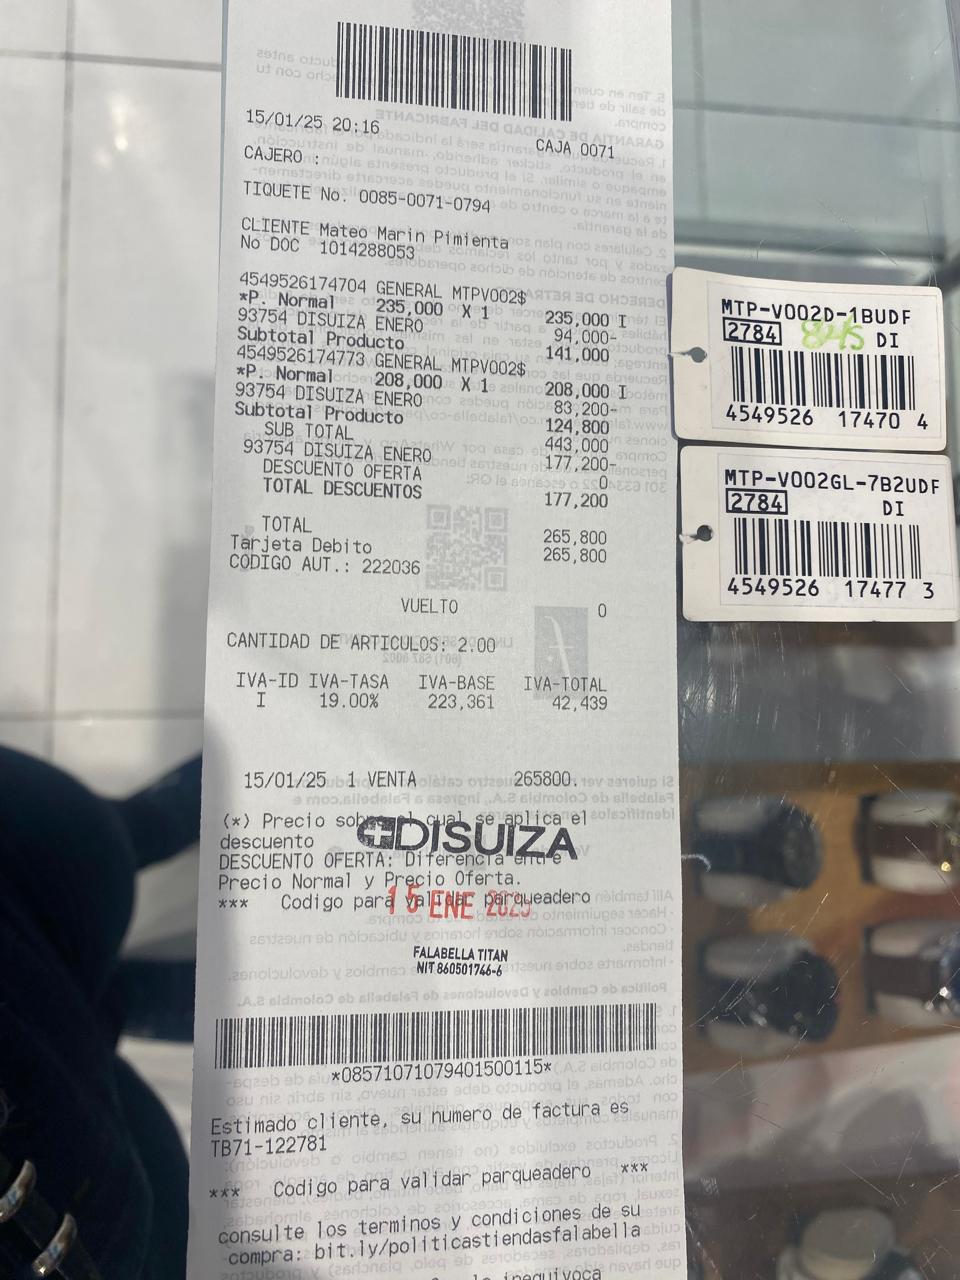 15/01/25 20:16
CAJA 0071
CAJERO :
TIQUETE No. 0085-0071-0794
CLIENTE Mateo Marin Pimienta
No DOC 1014288053
4549526174704 GENERAL MTPV002$
*P. Normal 235,000 X 1 235,000 I
93754 DISUIZA ENERO 94,000-
Subtotal Producto 141,000
4549526174773 GENERAL MTPV002$
*P. Normal 208,000 X 1 208,000 I
93754 DISUIZA ENERO 83,200-
Subtotal Producto 124,800
SUB TOTAL 443,000
93754 DISUIZA ENERO 177,200-
DESCUENTO OFERTA 0
TOTAL DESCUENTOS 177,200
TOTAL 265,800
Tarjeta Debito 265,800
CODIGO AUT.: 222036
VUELTO 0
CANTIDAD DE ARTICULOS: 2.00
IVA-ID IVA-TASA IVA-BASE IVA-TOTAL
I 19.00% 223,361 42,439
15/01/25 1 VENTA 265800.
(*) Precio sobre el cual se aplica el
descuento
DISUIZA
DESCUENTO OFERTA: Diferencia entre
Precio Normal y Precio Oferta.
*** Codigo para validar parqueadero
15 ENE 2025
FALABELLA TITAN
NIT 860501746-6
*08571071079401500115*
Estimado cliente, su numero de factura es
TB71-122781
*** Codigo para validar parqueadero ***
consulte los terminos y condiciones de su
compra: bit.ly/politicastiendasfalabella
inequivoca
MTP-V002D-1BUDF
2784 DI
4549526 17470 4
MTP-V002GL-7B2UDF
2784 DI
4549526 17477 3